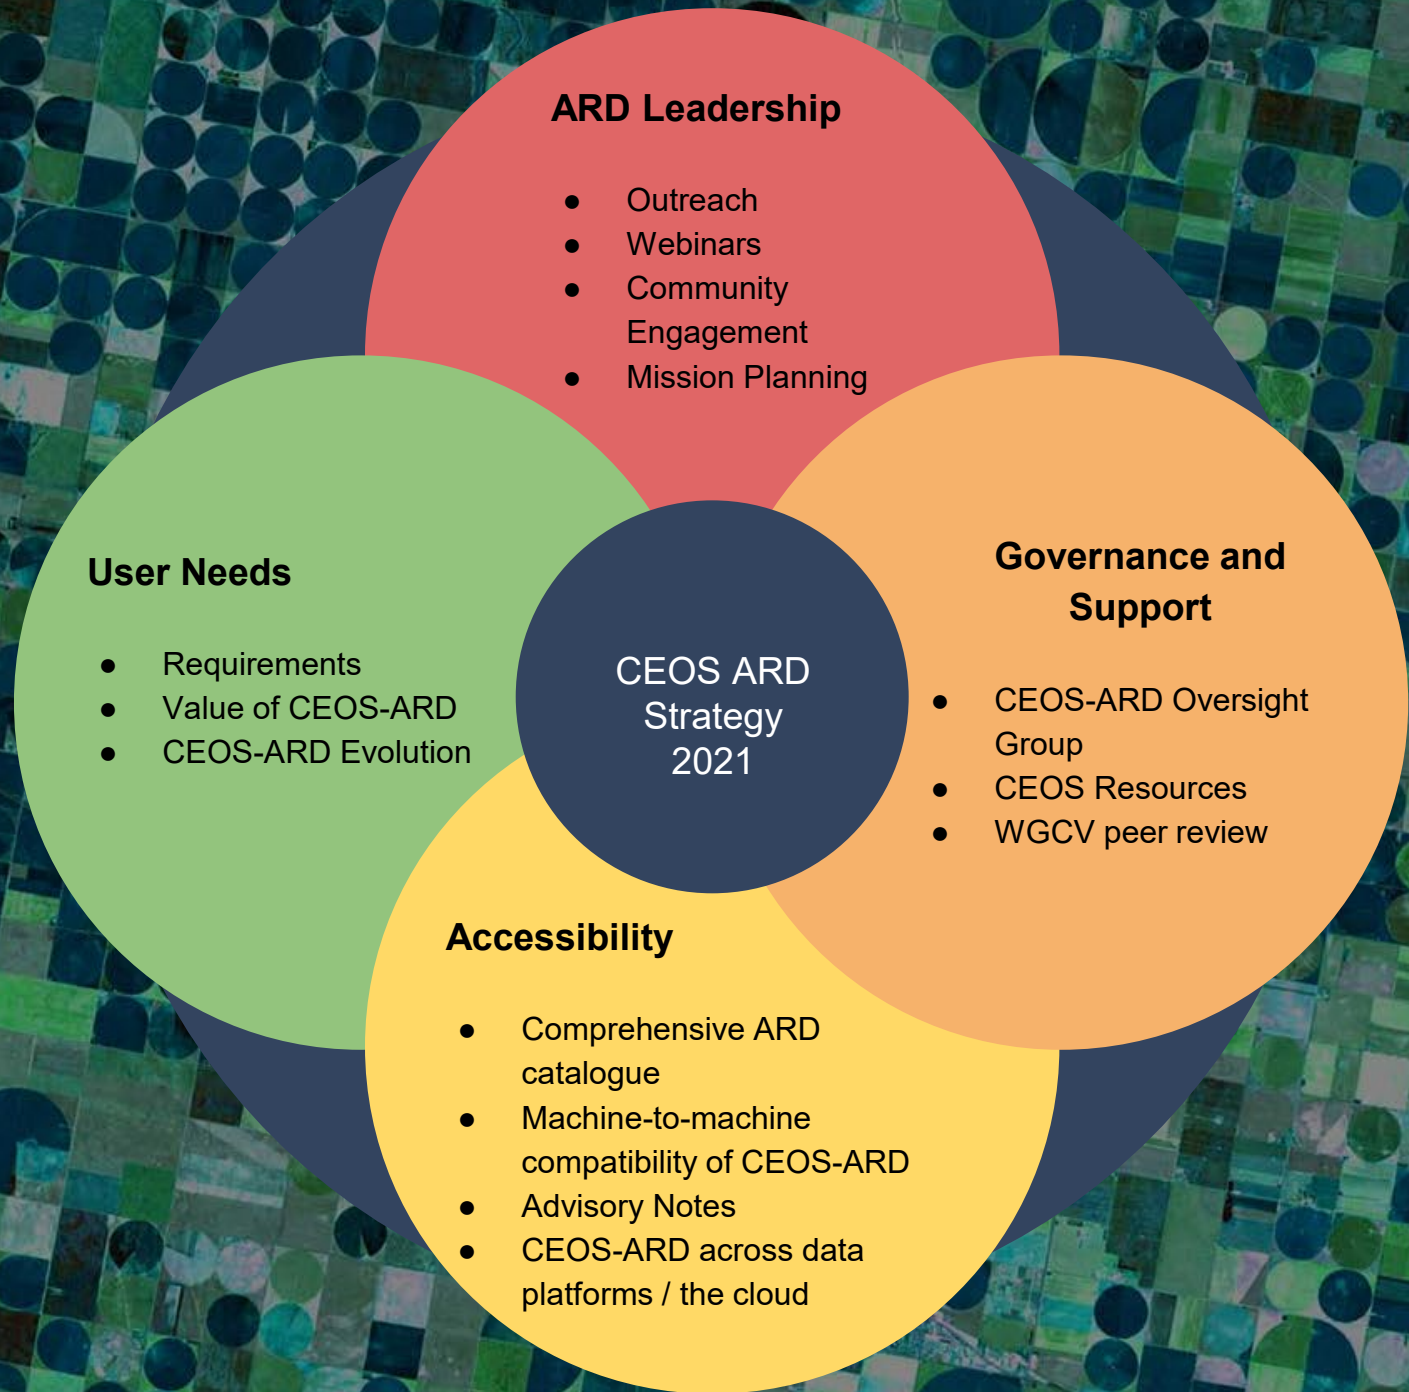 ARD Leadership
● Outreach
● Webinars
● Community
Engagement
● Mission Planning
User Needs
● Requirements
● Value of CEOS-ARD
● CEOS-ARD Evolution
CEOS ARD
Strategy
2021
Governance and
Support
● CEOS-ARD Oversight
Group
● CEOS Resources
● WGCV peer review
Accessibility
● Comprehensive ARD
catalogue
● Machine-to-machine
compatibility of CEOS-ARD
● Advisory Notes
● CEOS-ARD across data
platforms / the cloud